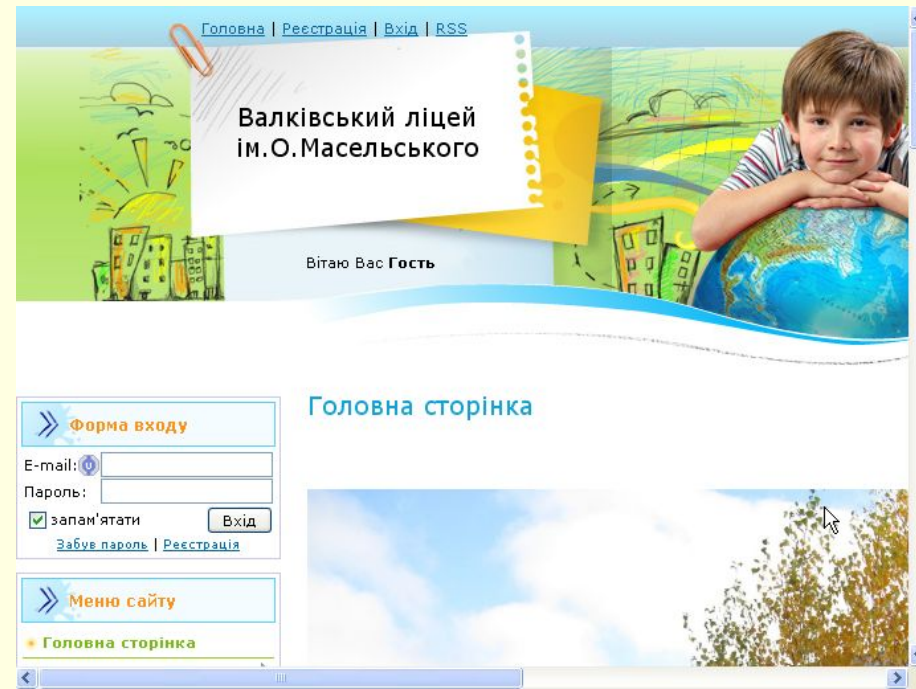 Головна | Реєстрація | Вхід | RSS
Валківський ліцей
ім.О.Масельського
Вітаю Вас Гость
Головна сторінка
Форма входу
E-mail:
Пароль:
запам'ятати
Вхід
Забув пароль | Реєстрація
Меню сайту
Головна сторінка